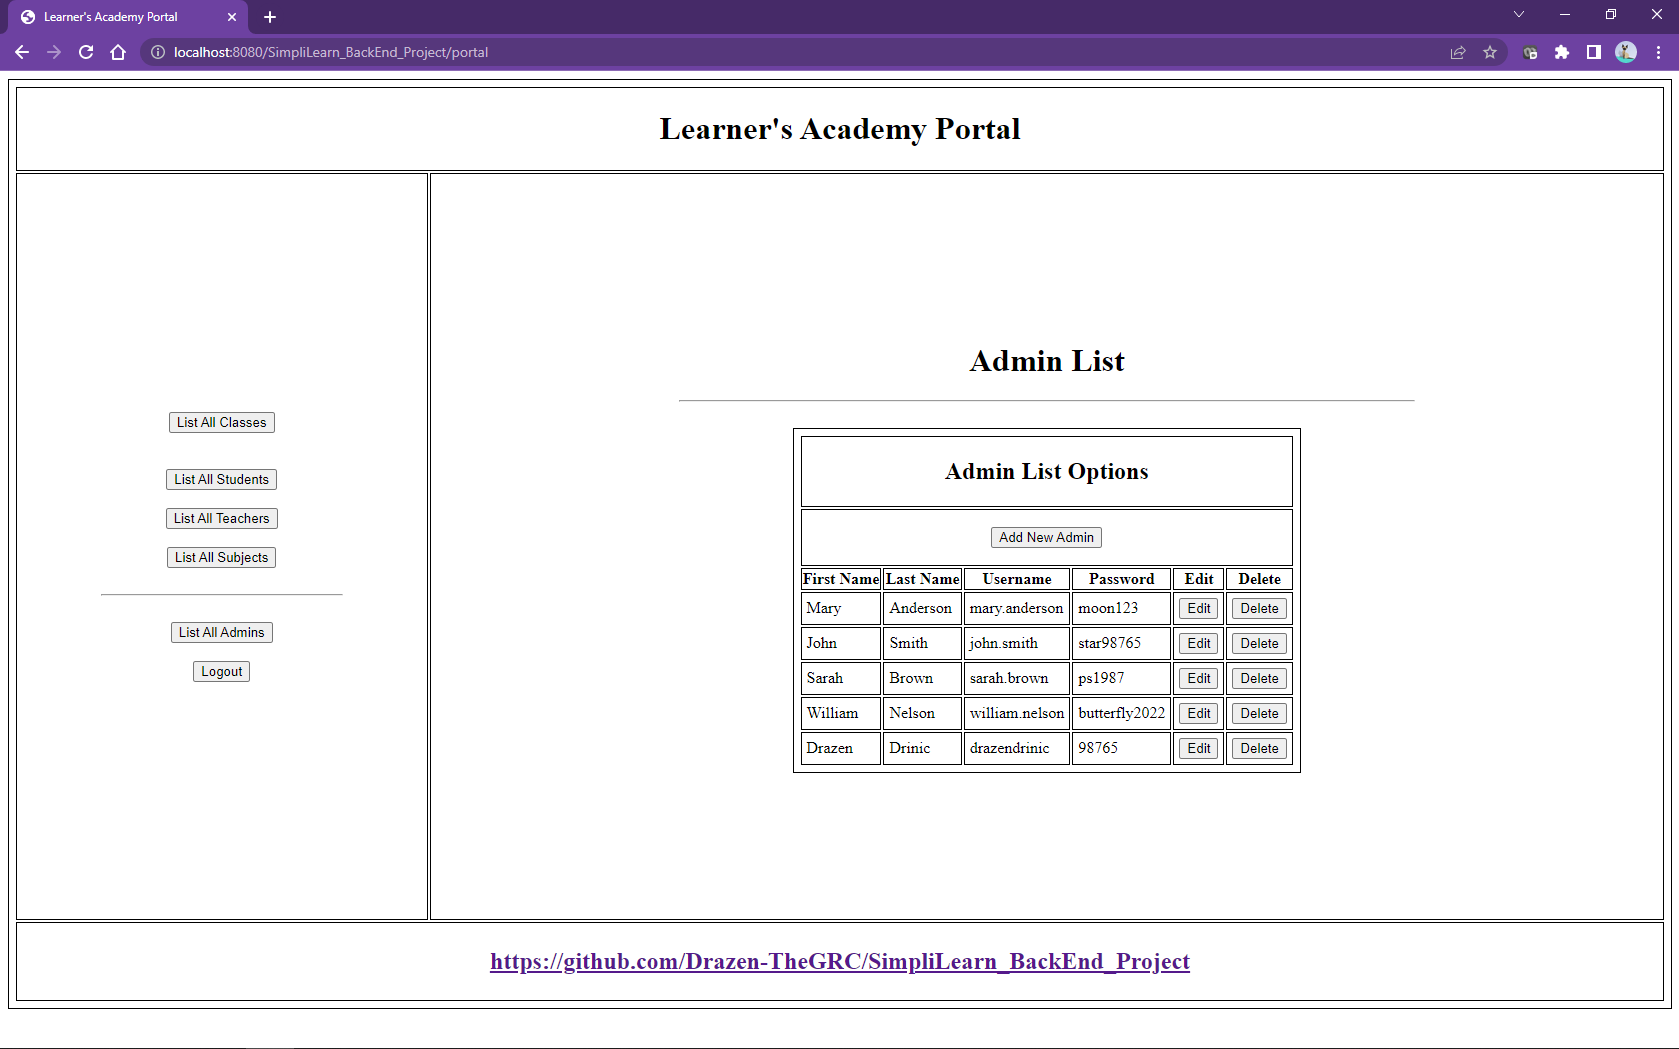 Learner's Academy Portal
localhost:8080/SimpliLearn_BackEnd_Project/portal
Learner's Academy Portal
List All Classes
List All Students
List All Teachers
List All Subjects
List All Admins
Logout
Admin List
Admin List Options
Add New Admin
First Name Last Name Username Password Edit Delete
Mary Anderson mary.anderson moon123 Edit Delete
John Smith john.smith star98765 Edit Delete
Sarah Brown sarah.brown ps1987 Edit Delete
William Nelson william.nelson butterfly2022 Edit Delete
Drazen Drinic drazendrinic 98765 Edit Delete
https://github.com/Drazen-TheGRC/SimpliLearn_BackEnd_Project